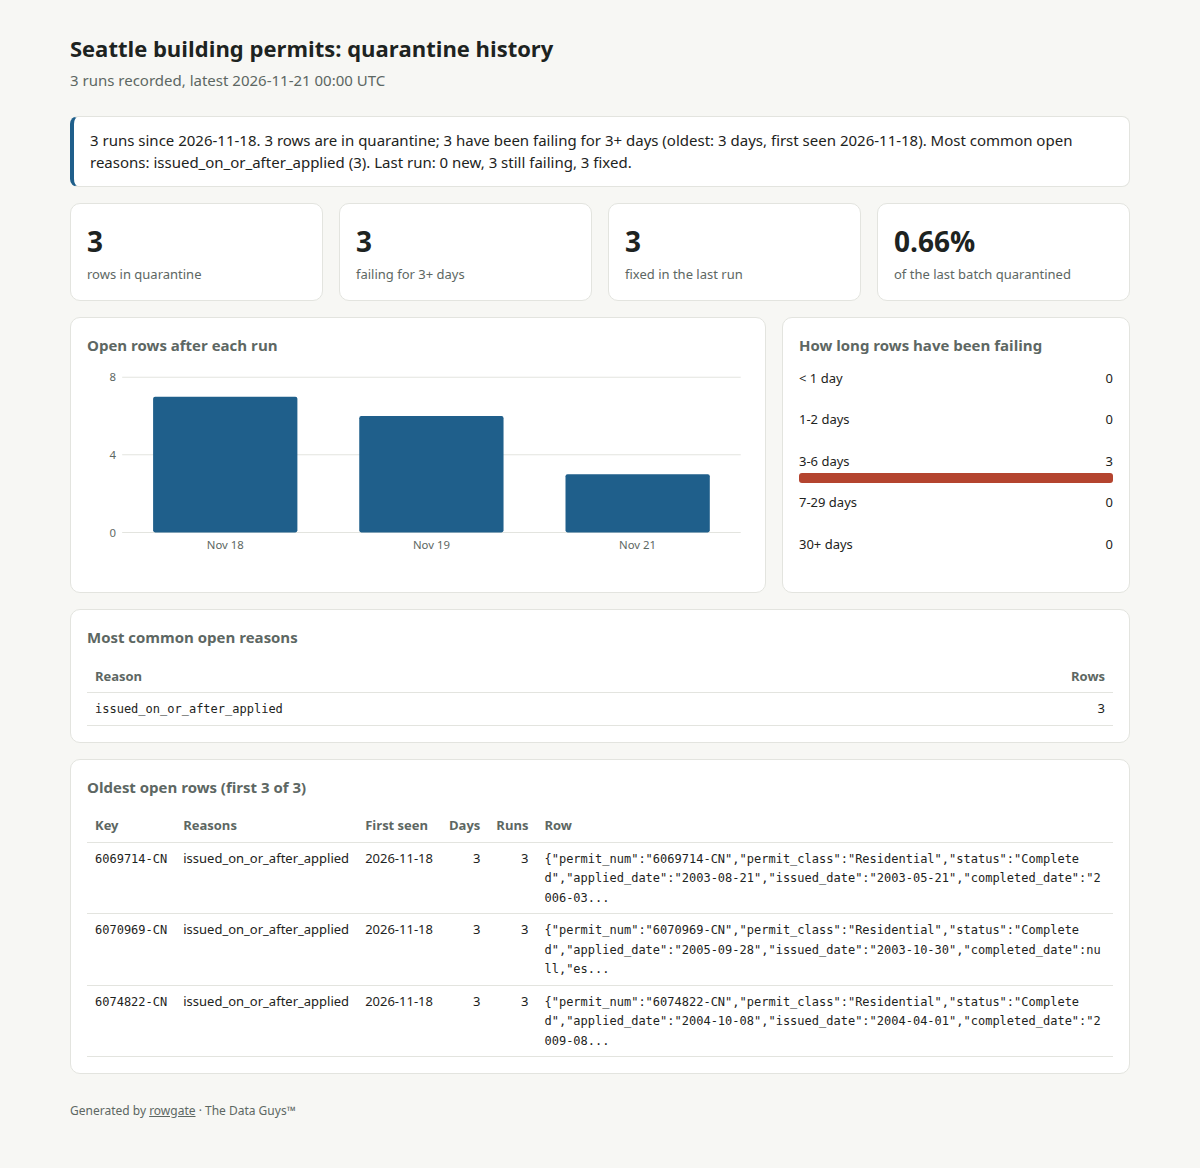 Seattle building permits: quarantine history
3 runs recorded, latest 2026-11-21 00:00 UTC
3 runs since 2026-11-18. 3 rows are in quarantine; 3 have been failing for 3+ days (oldest: 3 days, first seen 2026-11-18). Most common open
reasons: issued_on_or_after_applied (3). Last run: 0 new, 3 still failing, 3 fixed.
3
rows in quarantine
3
failing for 3+ days
3
fixed in the last run
0.66%
of the last batch quarantined
Open rows after each run
8
4
0
Nov 18
Nov 19
Nov 21
How long rows have been failing
< 1 day 0
1-2 days 0
3-6 days 3
7-29 days 0
30+ days 0
Most common open reasons
Reason Rows
issued_on_or_after_applied 3
Oldest open rows (first 3 of 3)
Key Reasons First seen Days Runs Row
6069714-CN issued_on_or_after_applied 2026-11-18 3 3 {"permit_num":"6069714-CN","permit_class":"Residential","status":"Complete
d","applied_date":"2003-08-21","issued_date":"2003-05-21","completed_date":"2
006-03...
6070969-CN issued_on_or_after_applied 2026-11-18 3 3 {"permit_num":"6070969-CN","permit_class":"Residential","status":"Complete
d","applied_date":"2005-09-28","issued_date":"2003-10-30","completed_date":nu
ll,"es...
6074822-CN issued_on_or_after_applied 2026-11-18 3 3 {"permit_num":"6074822-CN","permit_class":"Residential","status":"Complete
d","applied_date":"2004-10-08","issued_date":"2004-04-01","completed_date":"2
009-08...
Generated by rowgate · The Data Guys™